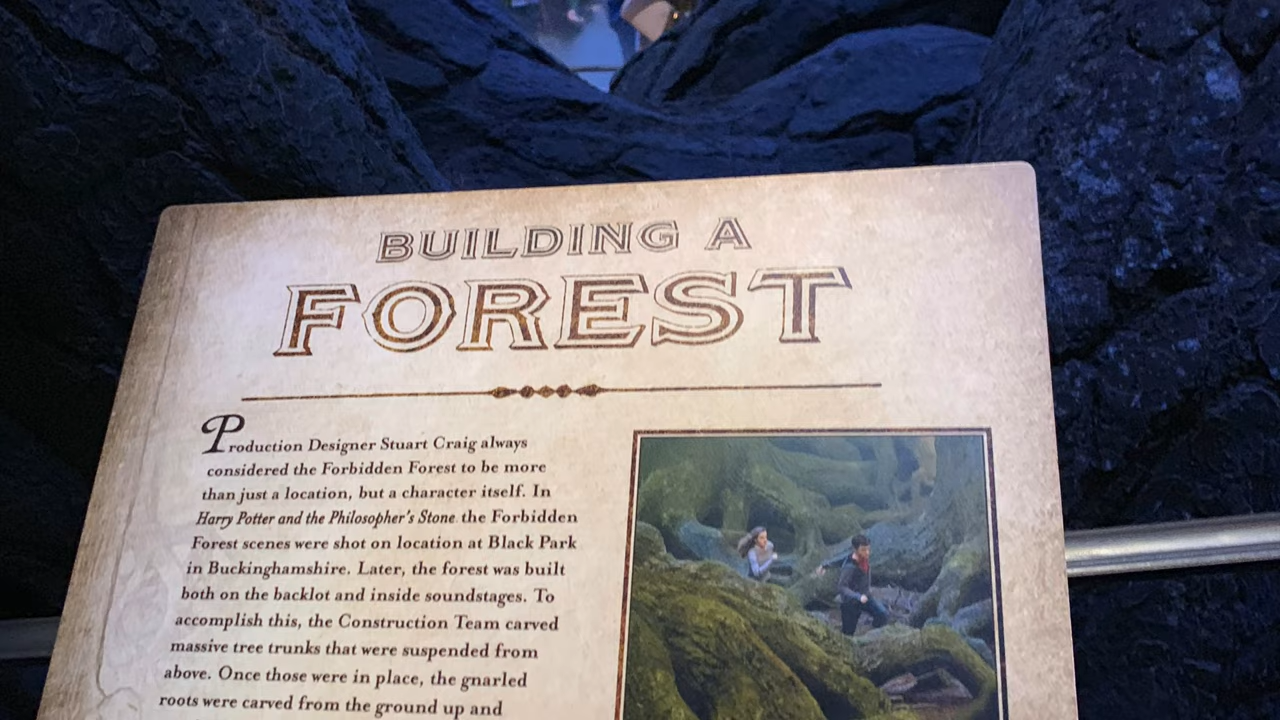 BUILDING A
FOREST
Production Designer Stuart Craig always
considered the Forbidden Forest to be more
than just a location, but a character itself. In
Harry Potter and the Philosopher's Stone the Forbidden
Forest scenes were shot on location at Black Park
in Buckinghamshire. Later, the forest was built
both on the backlot and inside soundstages. To
accomplish this, the Construction Team carved
massive tree trunks that were suspended from
above. Once those were in place, the gnarled
roots were carved from the ground up and